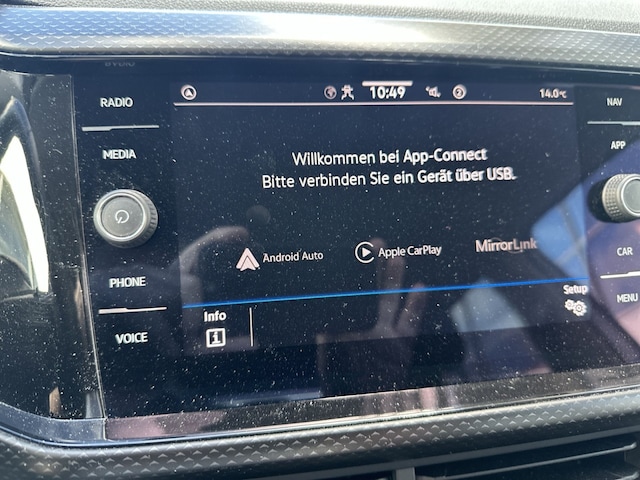 RADIO
MEDIA
PHONE
VOICE
10:49
2
14.0°C
Willkommen bei App-Connect
Bitte verbinden Sie ein Gerät über USB.
Android Auto
Apple CarPlay
MirrorLink
Info
i
Setup
NAV
APP
CAR
MENU